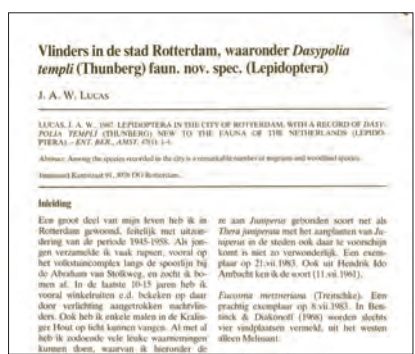 Vlinders in de stad Rotterdam, waaronder Dasypolia
templi (Thunberg) faun. nov. spec. (Lepidoptera)
J. A. W. LUCAS
LUCAS, J. A. W., 1987. LEPIDOPTERA IN THE CITY OF ROTTERDAM, WITH A RECORD OF DASY-
POLIA TEMPLI (THUNBERG) NEW TO THE FAUNA OF THE NETHERLANDS (LEPIDO-
PTERA). – ENT. BER., AMST. 47(1): 1-4.
Abstract: Among the species recorded in the city is a remarkable number of migrants and woodland species.
Rotterdam.
Inleiding
Een groot deel van mijn leven heb ik in
Rotterdam gewoond, feitelijk met uitzon-
dering van de periode 1945-1958. Als jon-
gen verzamelde ik vaak rupsen, vooral op
het volkstuincomplex langs de spoorlijn bij
de Abraham van Stolkweg, en zocht ik bo-
men af. In de laatste 10-15 jaren heb ik
vooral winkelruiten e.d. bekeken op daar
door verlichting aangetrokken nachtvlin-
ders. Ook heb ik enkele malen in de Kralin-
ger Hout op licht kunnen vangen. Al met al
heb ik zodoende vele leuke waarnemingen
kunnen doen, waarvan ik hieronder de
ze aan Juniperus gebonden soort net als
Thera juniperata met het aanplanten van Ju-
niperus in de steden ook daar te voorschijn
komt is niet zo verwonderlijk. Een exem-
plaar op 21.vii.1983. Ook uit Hendrik Ido
Ambacht ken ik de soort (11.vii.1961).
Eucosma metzneriana (Treitschke). Een
prachtig exemplaar op 8.vii.1983. In Ben-
tinck & Diakonoff (1968) worden slechts
vier vindplaatsen vermeld, uit het westen
alleen Melissant.